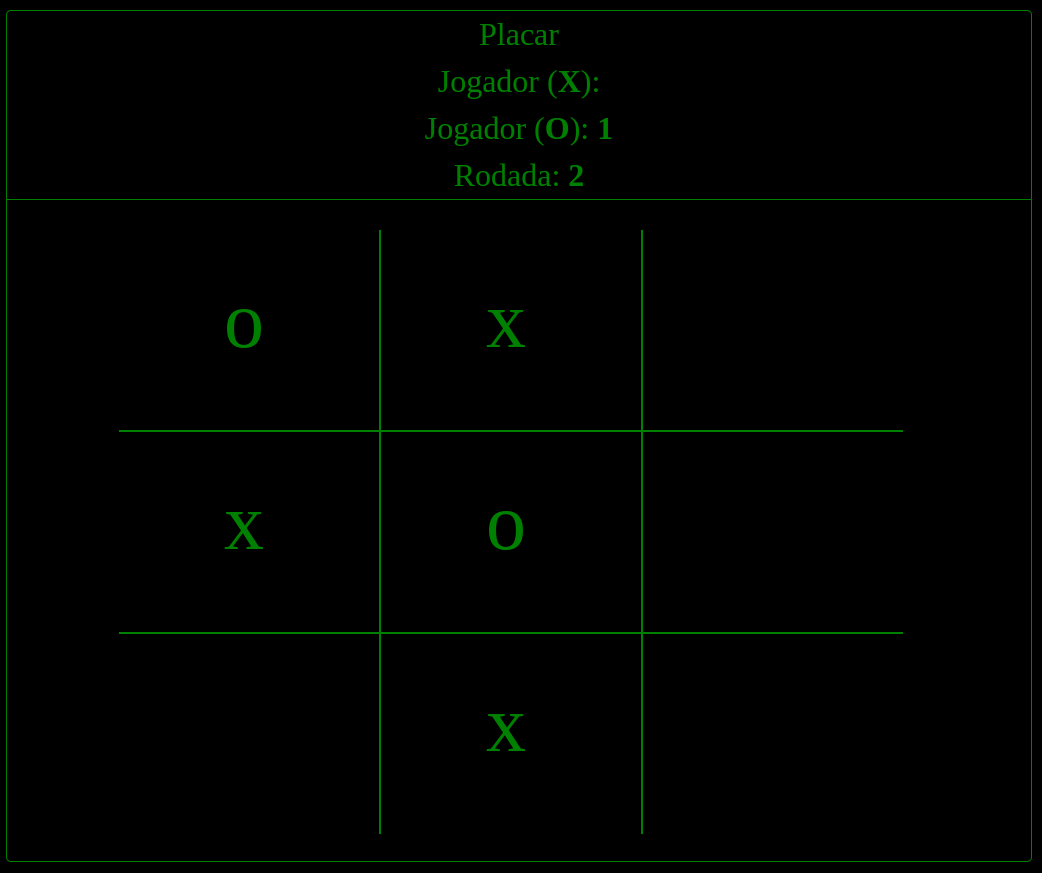 Placar
Jogador (X):
Jogador (O): 1
Rodada: 2
O X
X O
X